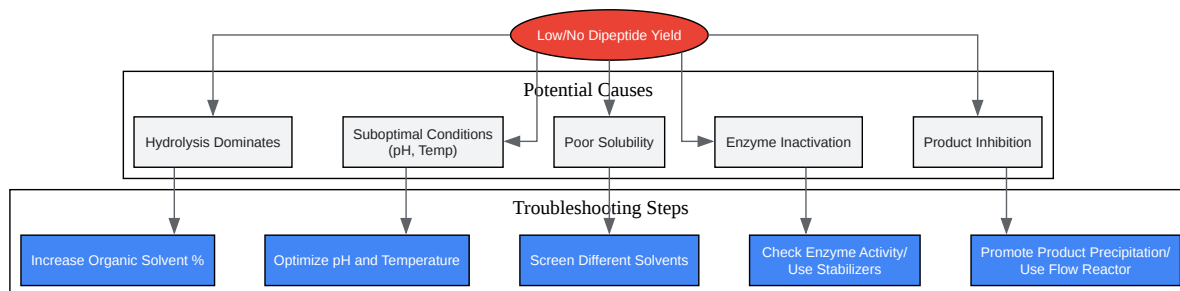 Low/No Dipeptide Yield
Potential Causes
Hydrolysis Dominates
Suboptimal Conditions
(pH, Temp)
Poor Solubility
Enzyme Inactivation
Product Inhibition
Troubleshooting Steps
Increase Organic Solvent %
Optimize pH and Temperature
Screen Different Solvents
Check Enzyme Activity/
Use Stabilizers
Promote Product Precipitation/
Use Flow Reactor